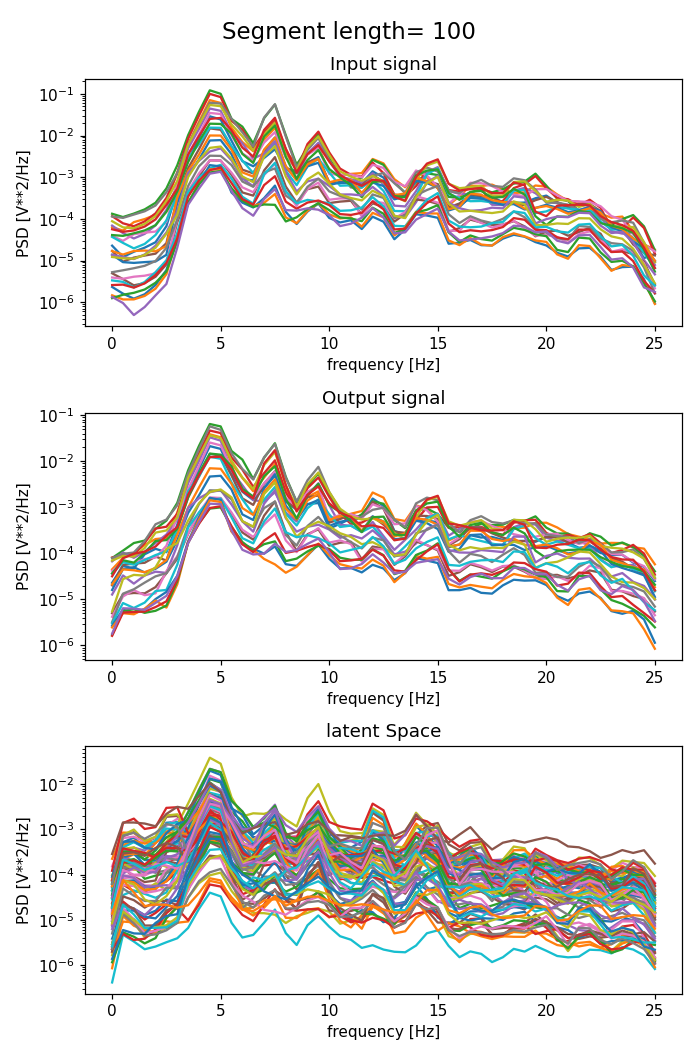 Segment length= 100
Input signal
PSD [V**2/Hz]
10^-1
10^-2
10^-3
10^-4
10^-5
10^-6
0 5 10 15 20 25
frequency [Hz]
Output signal
PSD [V**2/Hz]
10^-1
10^-2
10^-3
10^-4
10^-5
10^-6
0 5 10 15 20 25
frequency [Hz]
latent Space
PSD [V**2/Hz]
10^-2
10^-3
10^-4
10^-5
10^-6
0 5 10 15 20 25
frequency [Hz]